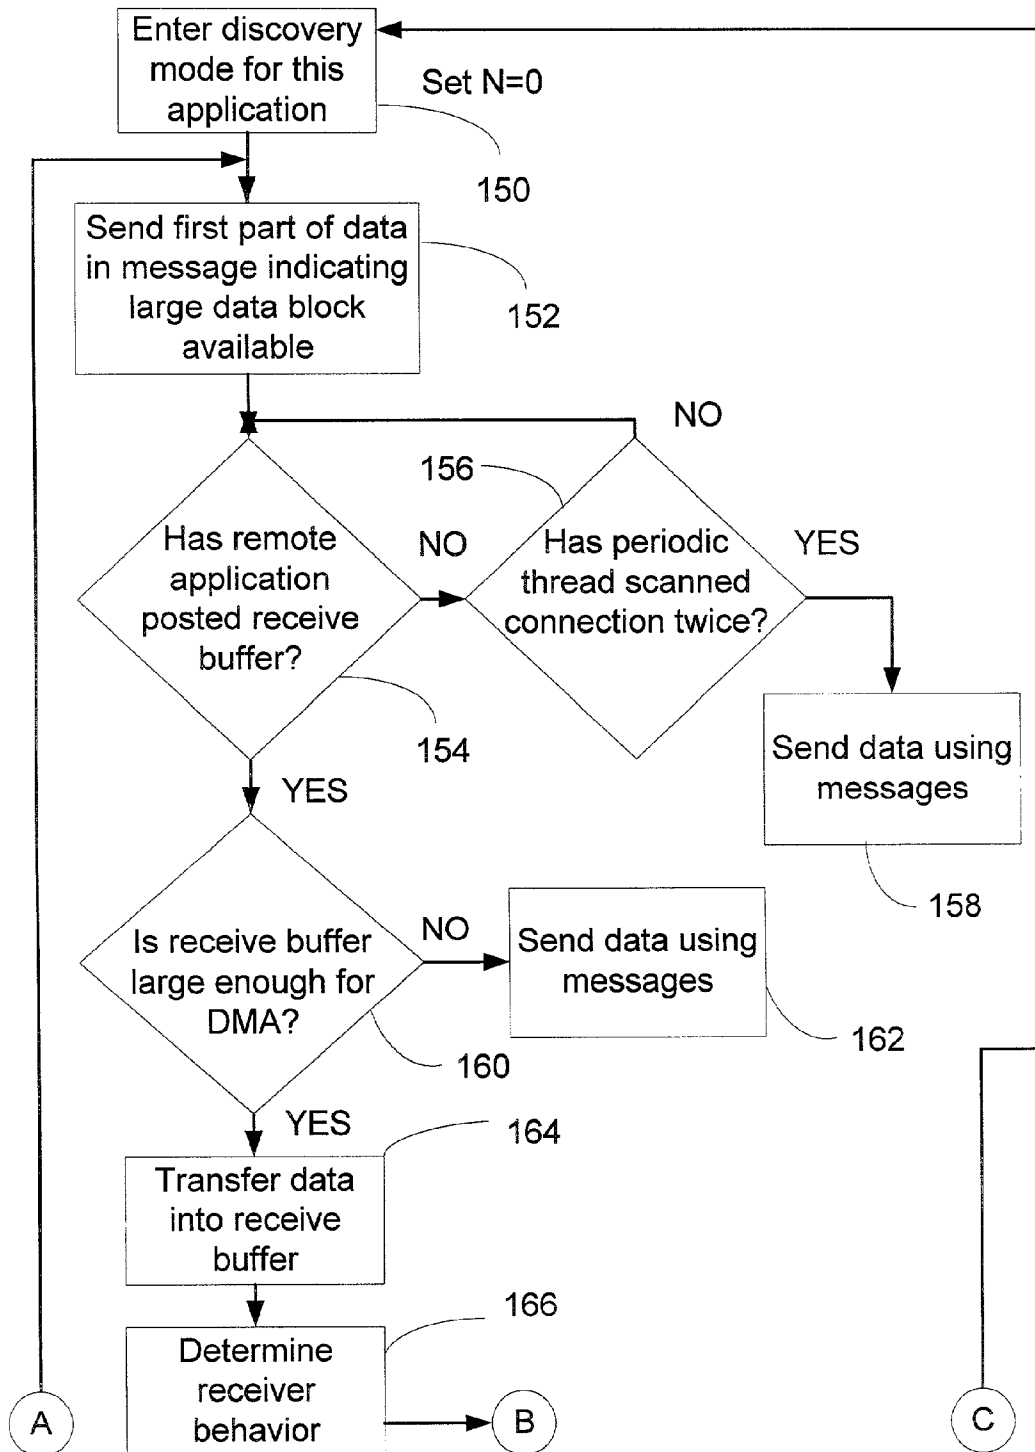 Enter discovery
mode for this
application
Set N=0
150
Send first part of data
in message indicating
large data block
available
152
NO
156
Has remote
application
posted receive
buffer?
NO
Has periodic
thread scanned
connection twice?
YES
154
YES
Send data using
messages
158
Is receive buffer
large enough for
DMA?
NO
Send data using
messages
162
160
YES
164
Transfer data
into receive
buffer
166
Determine
receiver
behavior
A
B
C